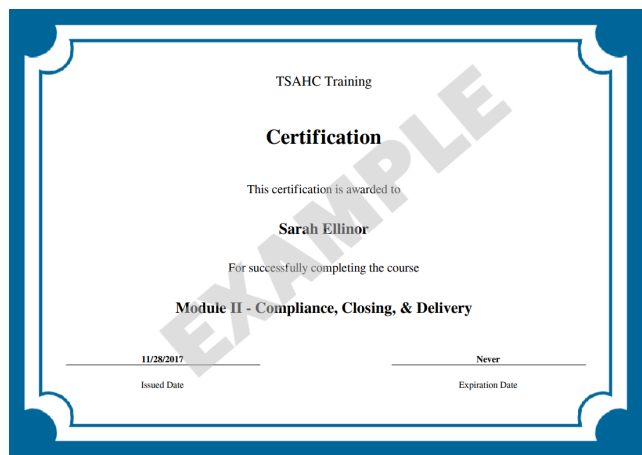 TSAHC Training
Certification
This certification is awarded to
Sarah Ellinor
For successfully completing the course
Module II - Compliance, Closing, & Delivery
11/28/2017
Never
Issued Date
Expiration Date
EXAMPLE